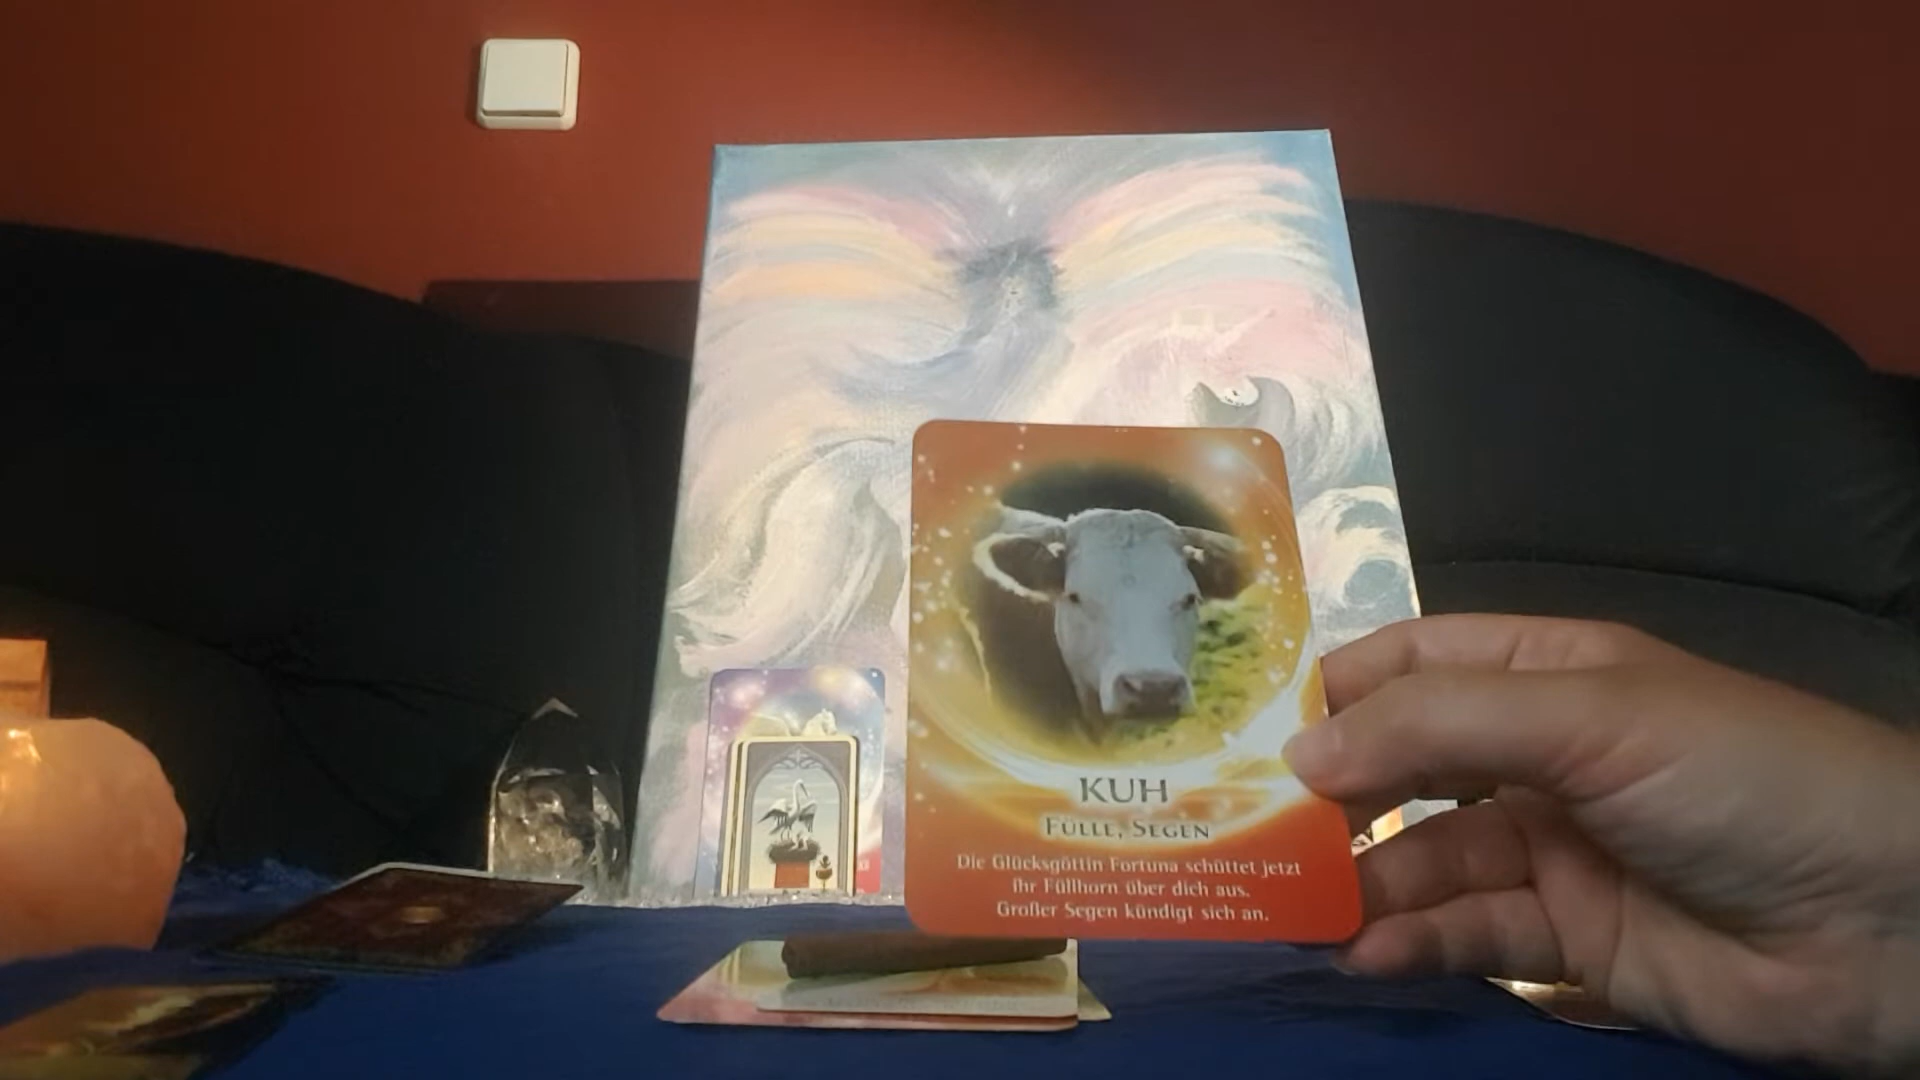 KUH
FÜLLE, SEGEN
Die Glücksgöttin Fortuna schüttet jetzt
ihr Füllhorn über dich aus.
Großer Segen kündigt sich an.